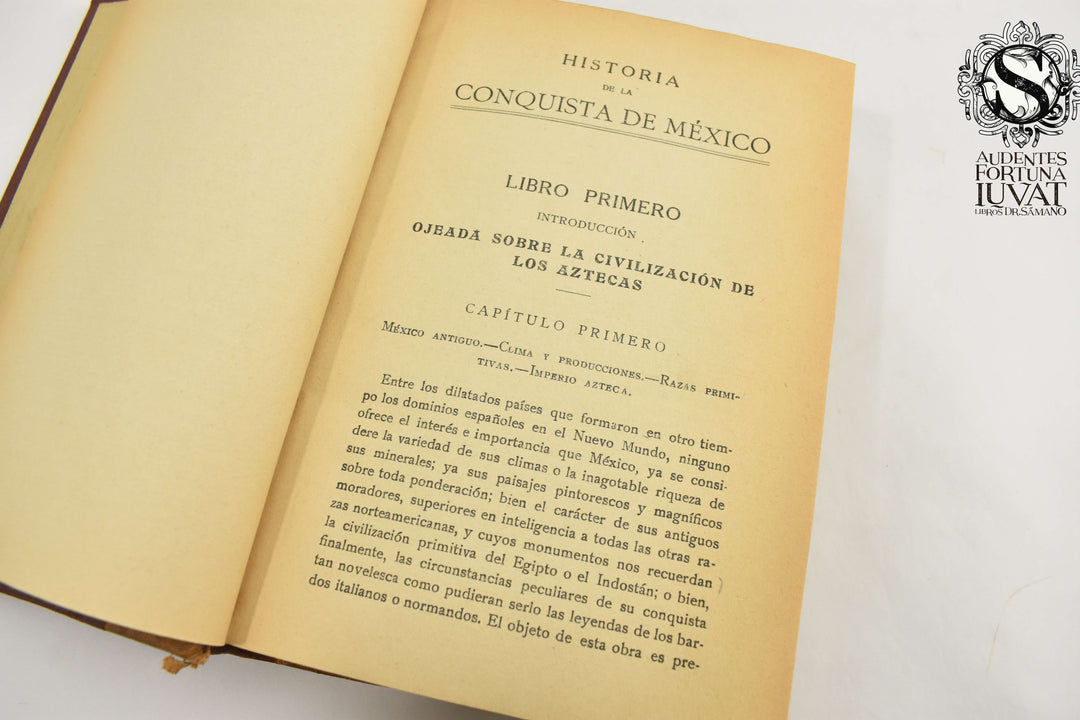 HISTORIA
DE LA
CONQUISTA DE MÉXICO
LIBRO PRIMERO
INTRODUCCIÓN
OJEADA SOBRE LA CIVILIZACIÓN DE
LOS AZTECAS
CAPÍTULO PRIMERO
MÉXICO ANTIGUO.—CLIMA Y PRODUCCIONES.—RAZAS PRIMI-
TIVAS.—IMPERIO AZTECA.
Entre los dilatados países que formaron en otro tiem-
po los dominios españoles en el Nuevo Mundo, ninguno
ofrece el interés e importancia que México, ya se consi-
dere la variedad de sus climas o la inagotable riqueza de
sus minerales; ya sus paisajes pintorescos y magníficos
sobre toda ponderación; bien el carácter de sus antiguos
moradores, superiores en inteligencia a todas las otras ra-
zas norteamericanas, y cuyos monumentos nos recuerdan
la civilización primitiva del Egipto o el Indostán; o bien,
finalmente, las circunstancias peculiares de su conquista
tan novelesca como pudieran serlo las leyendas de los bar-
dos italianos o normandos. El objeto de esta obra es pre-
S
AUDENTES
FORTUNA
IUVAT
LIBROS DR. SÁMANO